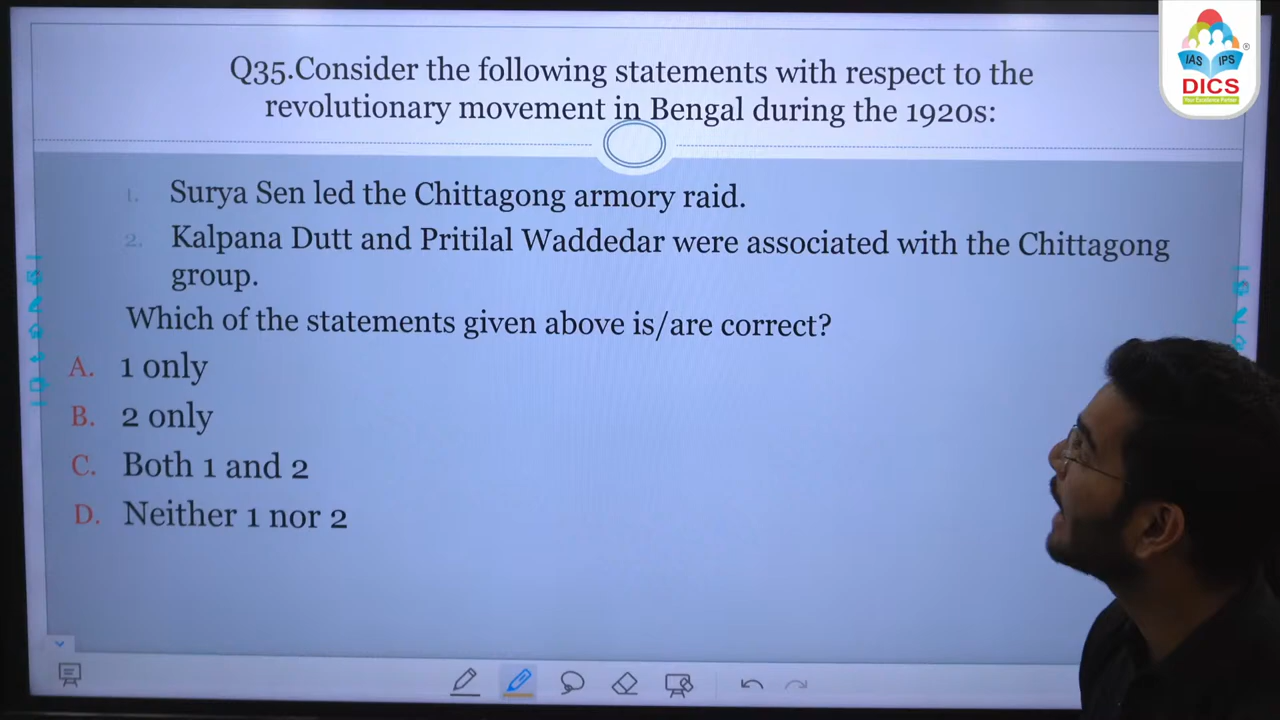 IAS IPS
DICS
Your Excellence Partner
Q35.Consider the following statements with respect to the
revolutionary movement in Bengal during the 1920s:
1. Surya Sen led the Chittagong armory raid.
2. Kalpana Dutt and Pritilal Waddedar were associated with the Chittagong
group.
Which of the statements given above is/are correct?
A. 1 only
B. 2 only
C. Both 1 and 2
D. Neither 1 nor 2